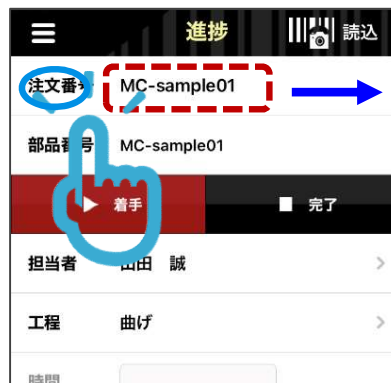 進捗 読込
注文番号 MC-sample01
部品番号 MC-sample01
着手 完了
担当者 山田 誠
工程 曲げ
時間